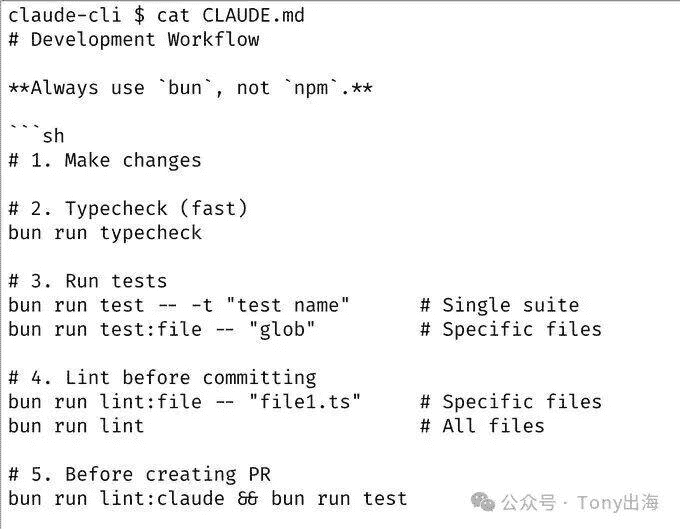 claude-cli $ cat CLAUDE.md
# Development Workflow
**Always use `bun`, not `npm`.**
```sh
# 1. Make changes
# 2. Typecheck (fast)
bun run typecheck
# 3. Run tests
bun run test -- -t "test name"      # Single suite
bun run test:file -- "glob"         # Specific files
# 4. Lint before committing
bun run lint:file -- "file1.ts"     # Specific files
bun run lint                        # All files
# 5. Before creating PR
bun run lint:claude && bun run test
公众号 · Tony出海